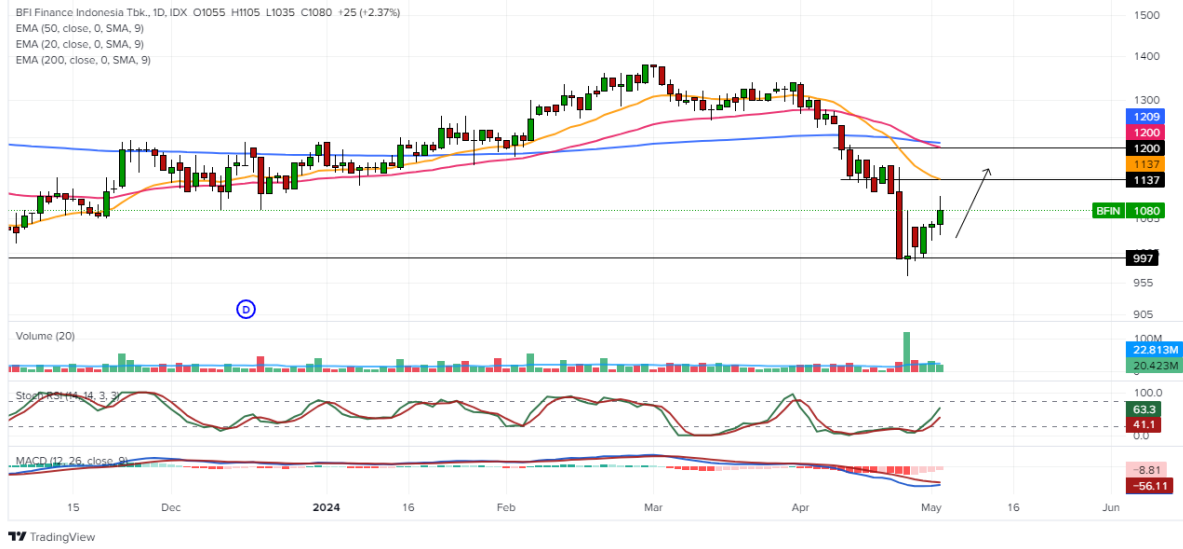 BFI Finance Indonesia Tbk., 1D, IDX O1055 H1105 L1035 C1080 +25 (+2.37%)
EMA (50, close, 0, SMA, 9)
EMA (20, close, 0, SMA, 9)
EMA (200, close, 0, SMA, 9)
1500
1400
1300
1209
1200
1200
1137
1137
BFIN 1080
997
955
905
D
Volume (20)
100M
22.813M
20.423M
Stoch RSI (14, 14, 3, 3)
100.0
63.3
41.1
0.0
MACD (12, 26, close, 9)
-8.81
-56.11
15 Dec 2024 16 Feb Mar Apr May 16 Jun
TradingView